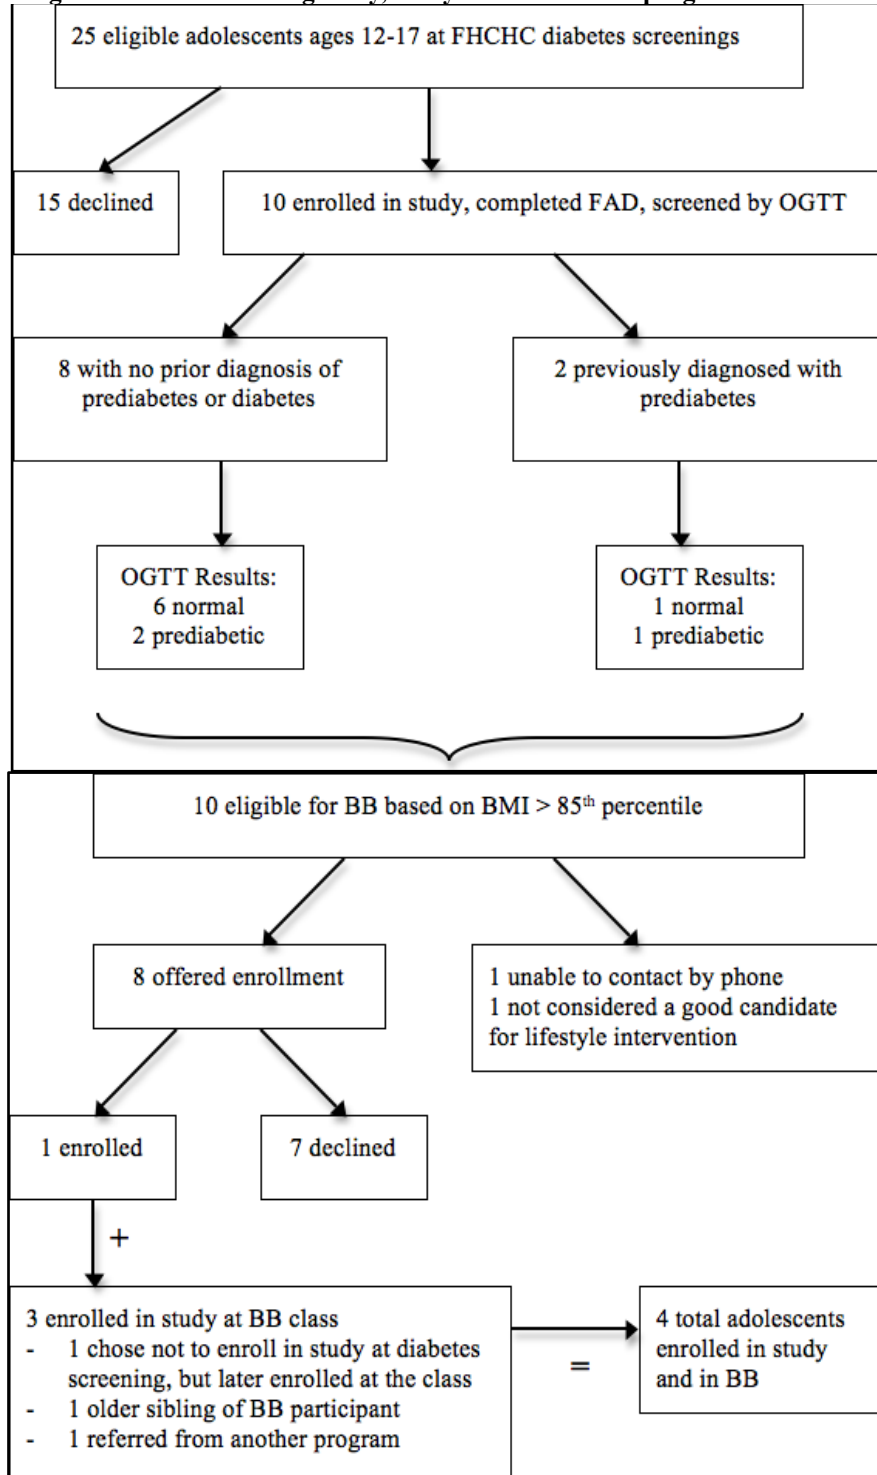 25 eligible adolescents ages 12-17 at FHCHC diabetes screenings
15 declined
10 enrolled in study, completed FAD, screened by OGTT
8 with no prior diagnosis of
prediabetes or diabetes
2 previously diagnosed with
prediabetes
OGTT Results:
6 normal
2 prediabetic
OGTT Results:
1 normal
1 prediabetic
10 eligible for BB based on BMI > 85th percentile
8 offered enrollment
1 unable to contact by phone
1 not considered a good candidate
for lifestyle intervention
1 enrolled
7 declined
+
3 enrolled in study at BB class
- 1 chose not to enroll in study at diabetes
screening, but later enrolled at the class
- 1 older sibling of BB participant
- 1 referred from another program
=
4 total adolescents
enrolled in study
and in BB